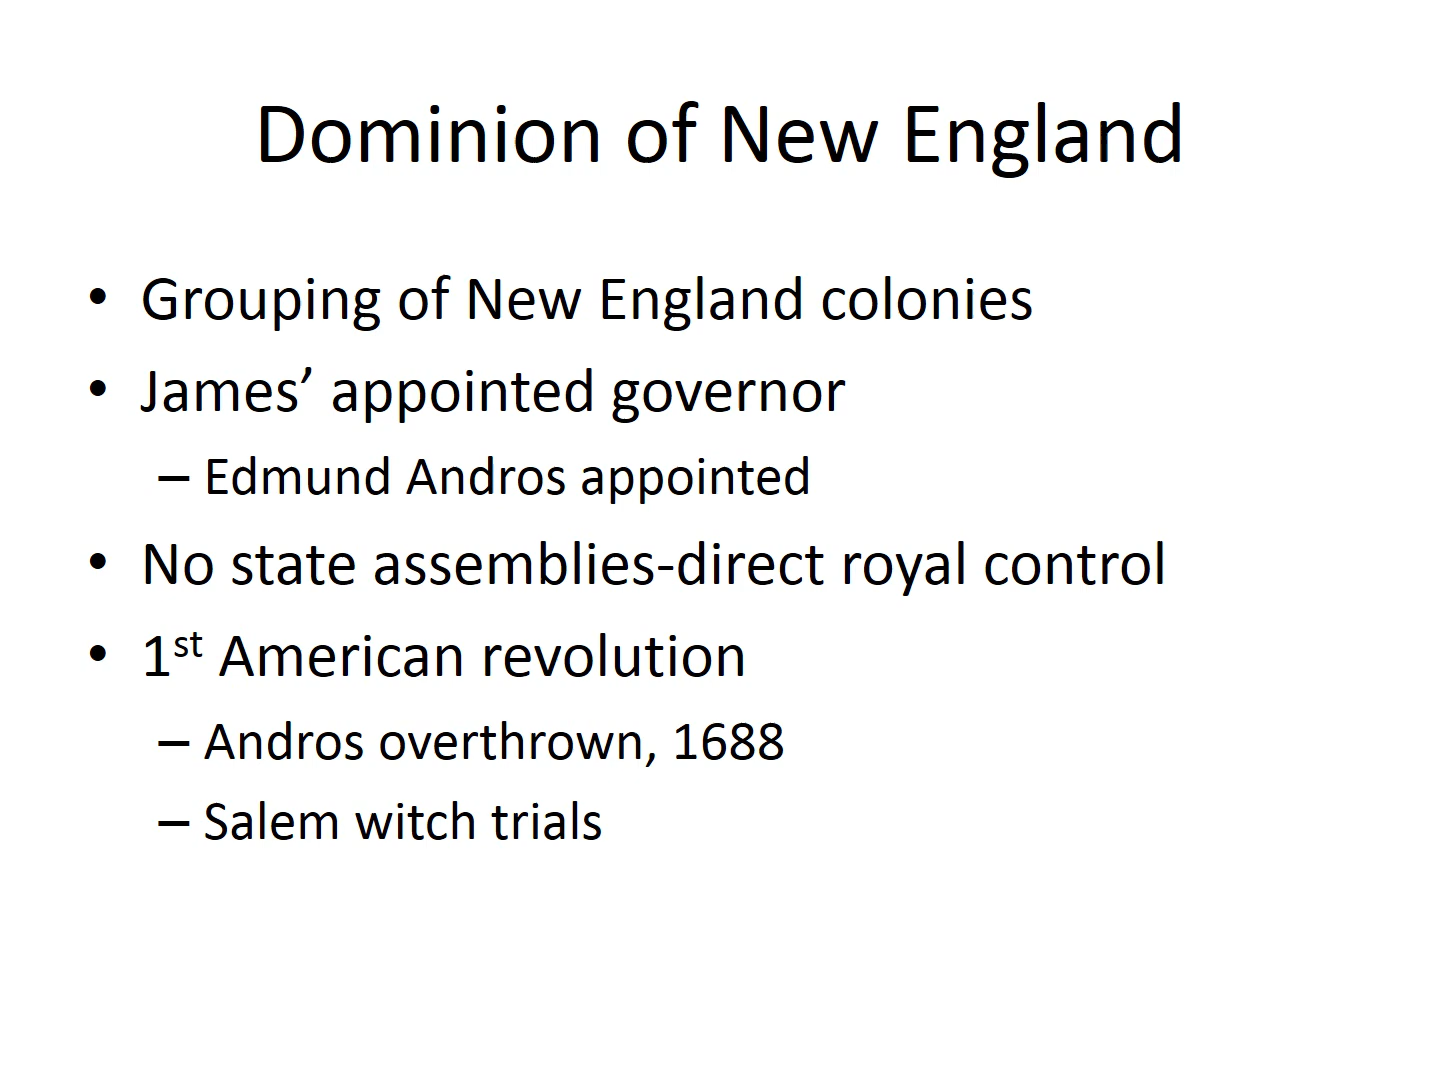 Dominion of New England
• Grouping of New England colonies
• James’ appointed governor
– Edmund Andros appointed
• No state assemblies-direct royal control
• 1st American revolution
– Andros overthrown, 1688
– Salem witch trials